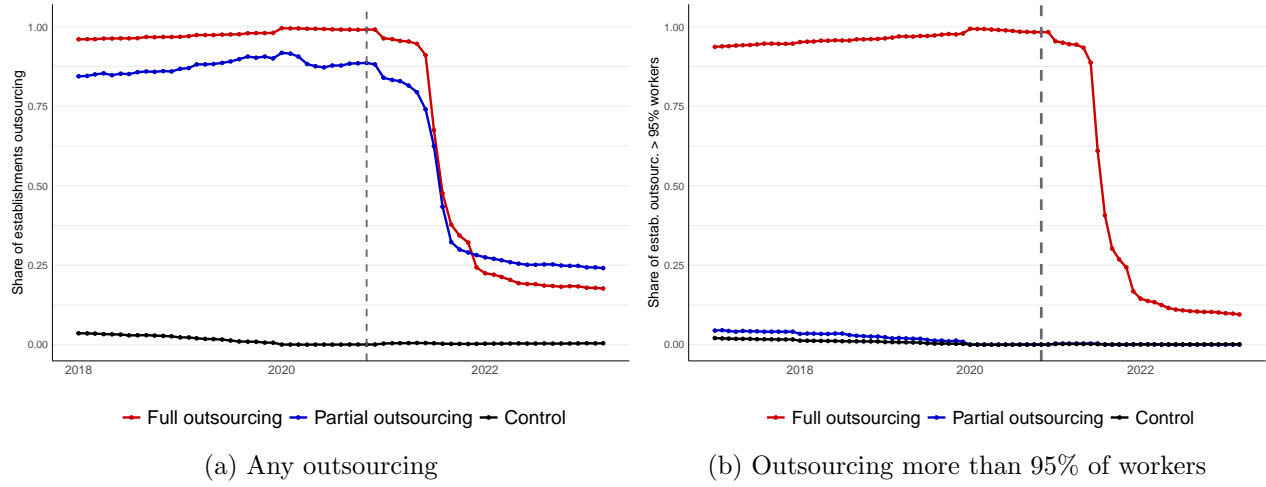 Share of establishments outsourcing
1.00
0.75
0.50
0.25
0.00
2018 2020 2022
Full outsourcing Partial outsourcing Control
(a) Any outsourcing
Share of estab. outsourc. > 95% workers
1.00
0.75
0.50
0.25
0.00
2018 2020 2022
Full outsourcing Partial outsourcing Control
(b) Outsourcing more than 95% of workers